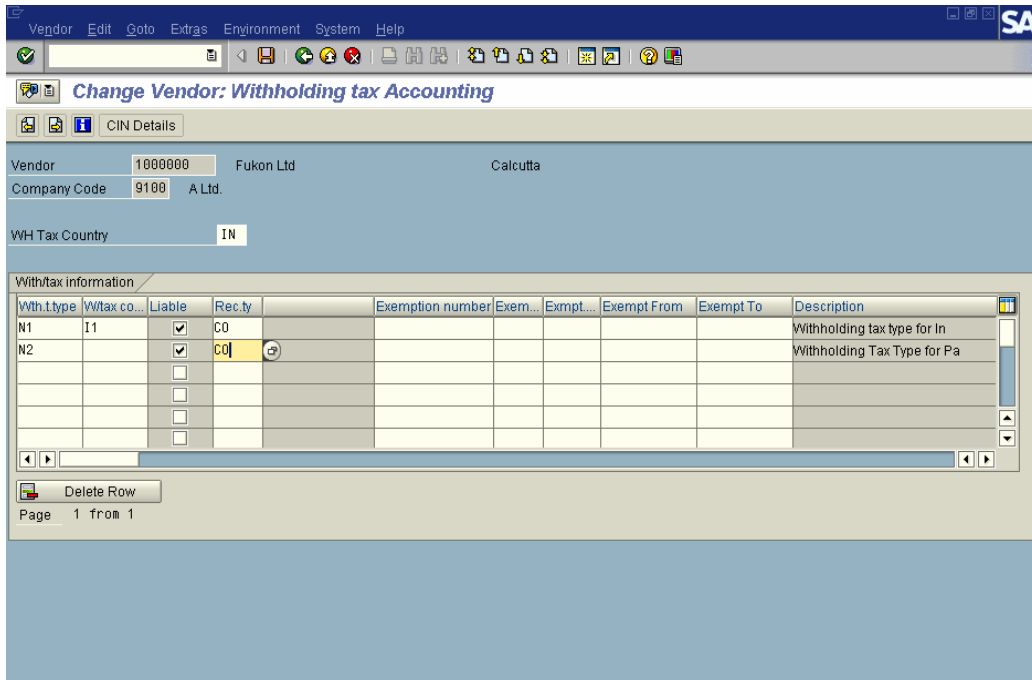 Vendor Edit Goto Extras Environment System Help
SA
Change Vendor: Withholding tax Accounting
CIN Details
Vendor 1000000 Fukon Ltd Calcutta
Company Code 9100 A Ltd.
WH Tax Country IN
With/tax information
Wth.t.type W/tax co... Liable Rec.ty Exemption number Exem... Exmpt.... Exempt From Exempt To Description
N1 I1 CO Withholding tax type for In
N2 CO Withholding Tax Type for Pa
Delete Row
Page 1 from 1